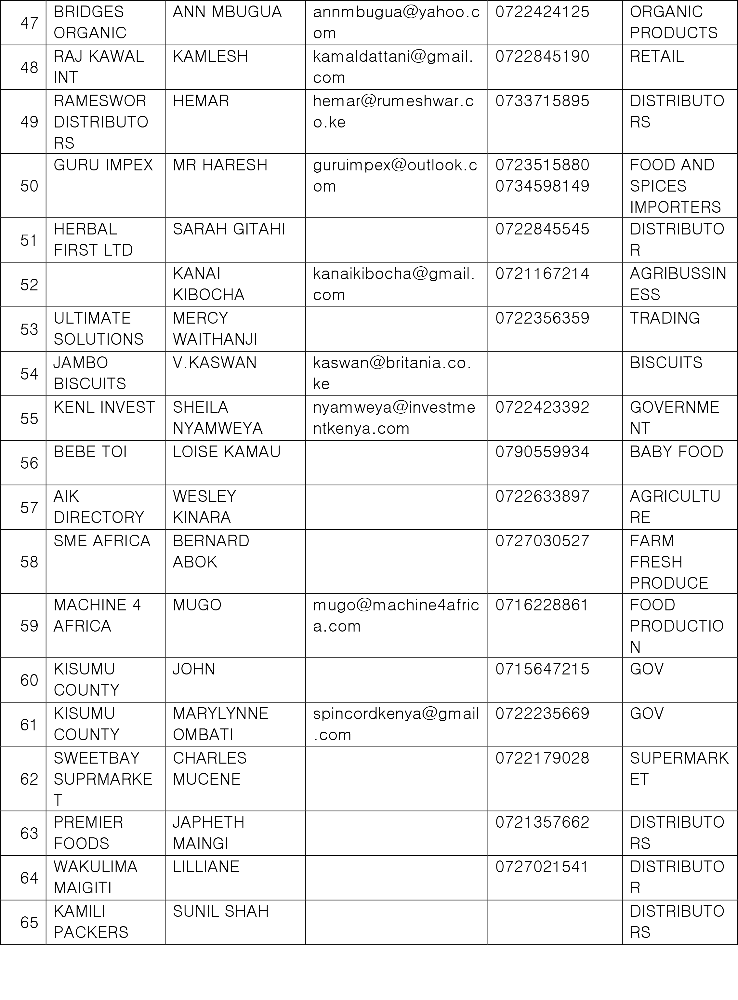 47
BRIDGES
ORGANIC
ANN MBUGUA
annmbugua@yahoo.c
om
0722424125
ORGANIC
PRODUCTS
48
RAJ KAWAL
INT
KAMLESH
kamaldattani@gmail.
com
0722845190
RETAIL
49
RAMESWOR
DISTRIBUTO
RS
HEMAR
hemar@rumeshwar.c
o.ke
0733715895
DISTRIBUTO
RS
50
GURU IMPEX
MR HARESH
guruimpex@outlook.c
om
0723515880
0734598149
FOOD AND
SPICES
IMPORTERS
51
HERBAL
FIRST LTD
SARAH GITAHI
0722845545
DISTRIBUTO
R
52
KANAI
KIBOCHA
kanaikibocha@gmail.
com
0721167214
AGRIBUSSIN
ESS
53
ULTIMATE
SOLUTIONS
MERCY
WAITHANJI
0722356359
TRADING
54
JAMBO
BISCUITS
V.KASWAN
kaswan@britania.co.
ke
BISCUITS
55
KENL INVEST
SHEILA
NYAMWEYA
nyamweya@investme
ntkenya.com
0722423392
GOVERNME
NT
56
BEBE TOI
LOISE KAMAU
0790559934
BABY FOOD
57
AIK
DIRECTORY
WESLEY
KINARA
0722633897
AGRICULTU
RE
58
SME AFRICA
BERNARD
ABOK
0727030527
FARM
FRESH
PRODUCE
59
MACHINE 4
AFRICA
MUGO
mugo@machine4afric
a.com
0716228861
FOOD
PRODUCTIO
N
60
KISUMU
COUNTY
JOHN
0715647215
GOV
61
KISUMU
COUNTY
MARYLYNNE
OMBATI
spincordkenya@gmail
.com
0722235669
GOV
62
SWEETBAY
SUPRMARKE
T
CHARLES
MUCENE
0722179028
SUPERMARK
ET
63
PREMIER
FOODS
JAPHETH
MAINGI
0721357662
DISTRIBUTO
RS
64
WAKULIMA
MAIGITI
LILLIANE
0727021541
DISTRIBUTO
R
65
KAMILI
PACKERS
SUNIL SHAH
DISTRIBUTO
RS